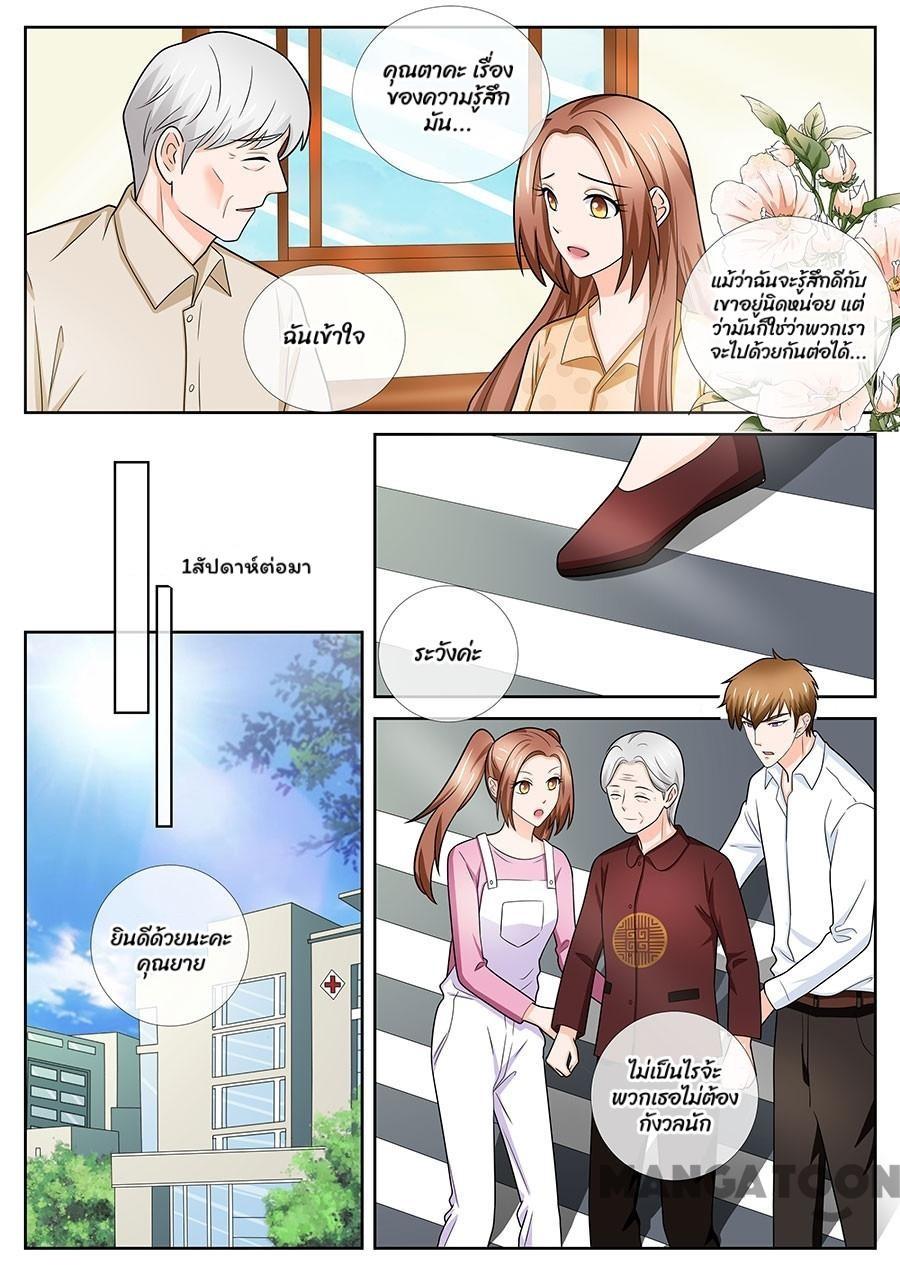 คุณตาคะ เรื่อง
ของความรู้สึก
มัน...
แม้ว่าฉันจะรู้สึกดีกับ
เขาอยู่นิดหน่อย แต่
ว่ามันก็ใช่ว่าพวกเรา
จะไปด้วยกันต่อได้...
ฉันเข้าใจ
1สัปดาห์ต่อมา
ระวังค่ะ
ยินดีด้วยนะคะ
คุณยาย
ไม่เป็นไรจ้ะ
พวกเธอไม่ต้อง
กังวลนัก
MANGATOON